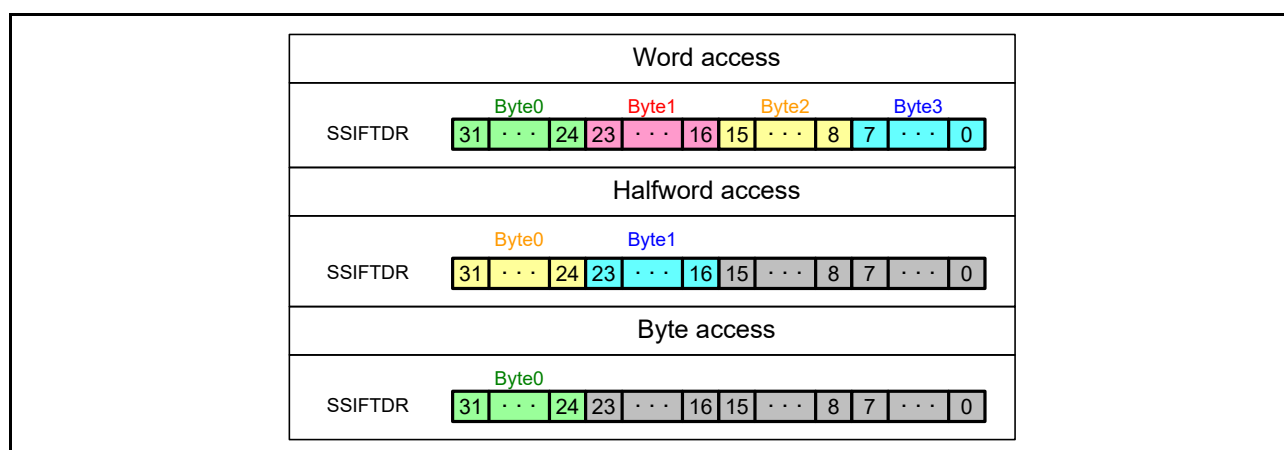 Word access
Byte0 Byte1 Byte2 Byte3
SSIFTDR 31 ··· 24 23 ··· 16 15 ··· 8 7 ··· 0
Halfword access
Byte0 Byte1
SSIFTDR 31 ··· 24 23 ··· 16 15 ··· 8 7 ··· 0
Byte access
Byte0
SSIFTDR 31 ··· 24 23 ··· 16 15 ··· 8 7 ··· 0